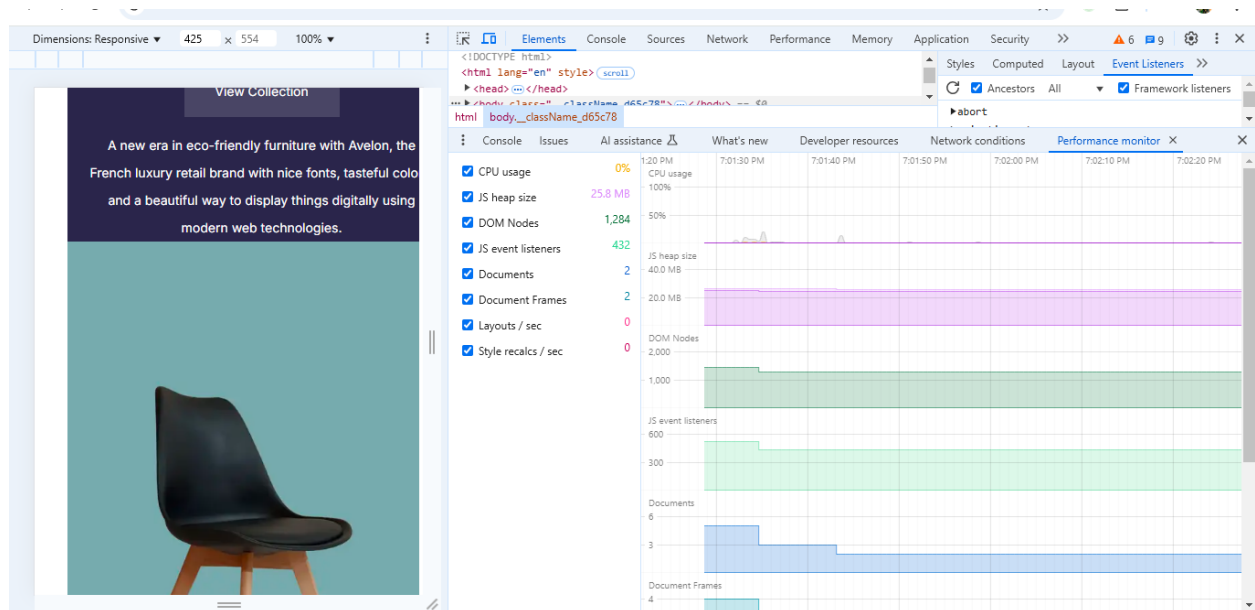 Dimensions: Responsive ▼ 425 × 554 100% ▼
Elements Console Sources Network Performance Memory Application Security 6 9
<!DOCTYPE html>
<html lang="en" style> scroll
<head> … </head>
html body.__className_d65c78
Styles Computed Layout Event Listeners
Ancestors All ▼ Framework listeners
abort
Console Issues AI assistance What's new Developer resources Network conditions Performance monitor
View Collection
A new era in eco-friendly furniture with Avelon, the
French luxury retail brand with nice fonts, tasteful colo
and a beautiful way to display things digitally using
modern web technologies.
CPU usage 0%
JS heap size 25.8 MB
DOM Nodes 1,284
JS event listeners 432
Documents 2
Document Frames 2
Layouts / sec 0
Style recalcs / sec 0
1:20 PM 7:01:30 PM 7:01:40 PM 7:01:50 PM 7:02:00 PM 7:02:10 PM 7:02:20 PM
CPU usage
100%
50%
JS heap size
40.0 MB
20.0 MB
DOM Nodes
2,000
1,000
JS event listeners
600
300
Documents
6
3
Document Frames
4